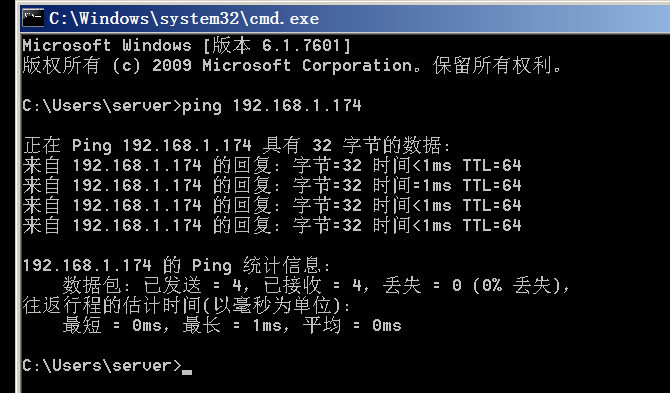 C:\Windows\system32\cmd.exe
Microsoft Windows [版本 6.1.7601]
版权所有 (c) 2009 Microsoft Corporation。保留所有权利。
C:\Users\server>ping 192.168.1.174
正在 Ping 192.168.1.174 具有 32 字节的数据:
来自 192.168.1.174 的回复: 字节=32 时间<1ms TTL=64
来自 192.168.1.174 的回复: 字节=32 时间=1ms TTL=64
来自 192.168.1.174 的回复: 字节=32 时间<1ms TTL=64
来自 192.168.1.174 的回复: 字节=32 时间<1ms TTL=64
192.168.1.174 的 Ping 统计信息:
数据包: 已发送 = 4，已接收 = 4，丢失 = 0 (0% 丢失)，
往返行程的估计时间(以毫秒为单位):
最短 = 0ms，最长 = 1ms，平均 = 0ms
C:\Users\server>_